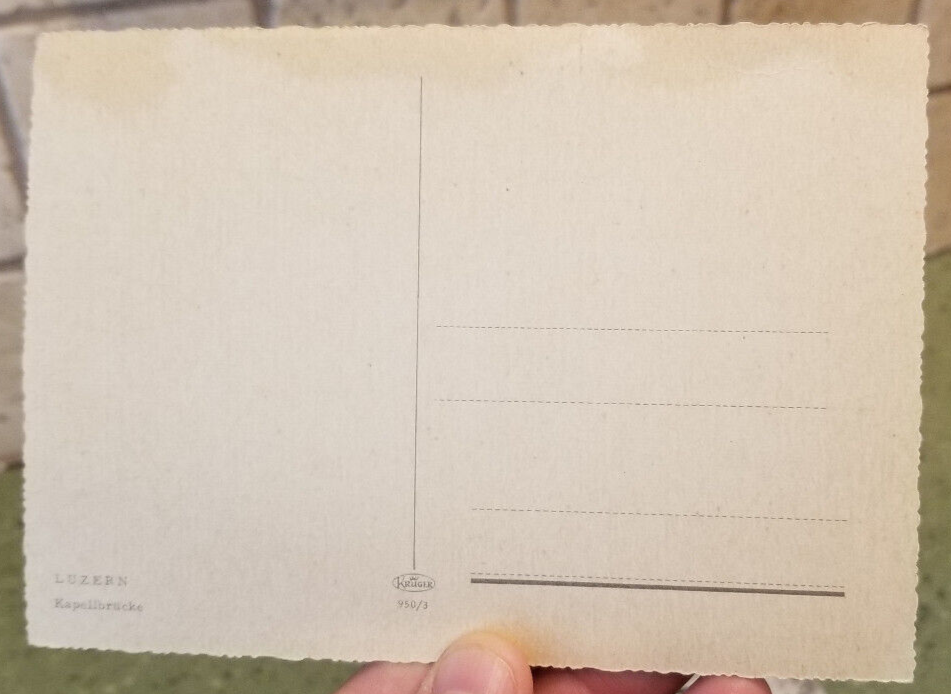 LUZERN
Kapellbrücke
KRÜGER
950/3